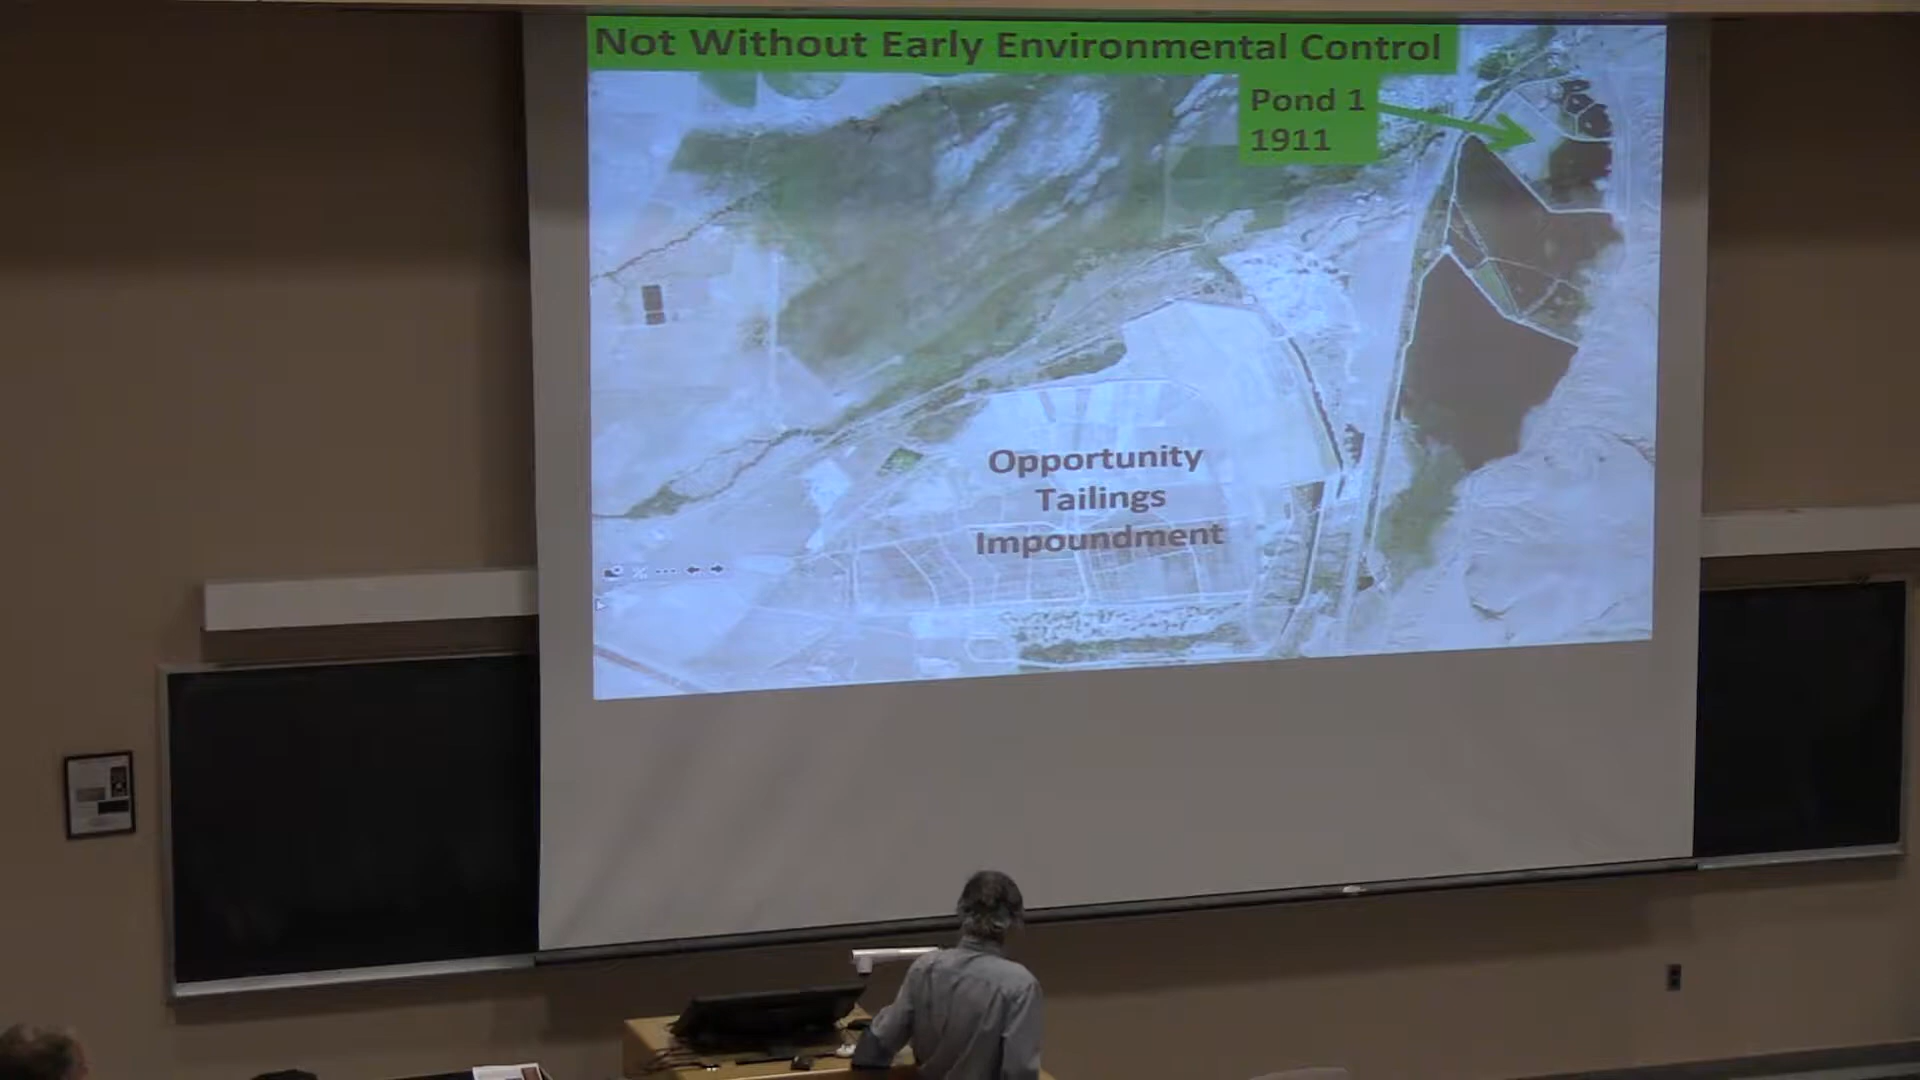 Not Without Early Environmental Control
Pond 1
1911
Opportunity
Tailings
Impoundment